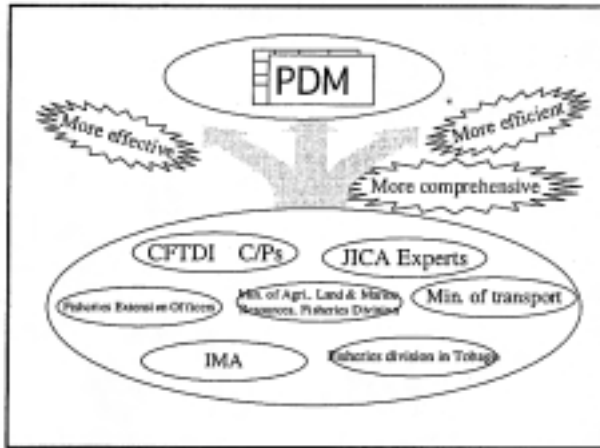 PDM
More effective
More efficient
More comprehensive
CFTDI C/Ps
JICA Experts
Fisheries Extension Officers
Min. of Agri., Land & Marine
Resources, Fisheries Division
Min. of transport
IMA
Fisheries division in Tobago